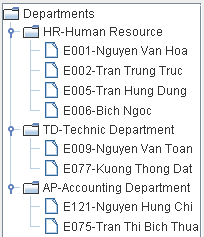 Departments
HR-Human Resource
E001-Nguyen Van Hoa
E002-Tran Trung Truc
E005-Tran Hung Dung
E006-Bich Ngoc
TD-Technic Department
E009-Nguyen Van Toan
E077-Kuong Thong Dat
AP-Accounting Department
E121-Nguyen Hung Chi
E075-Tran Thi Bich Thua